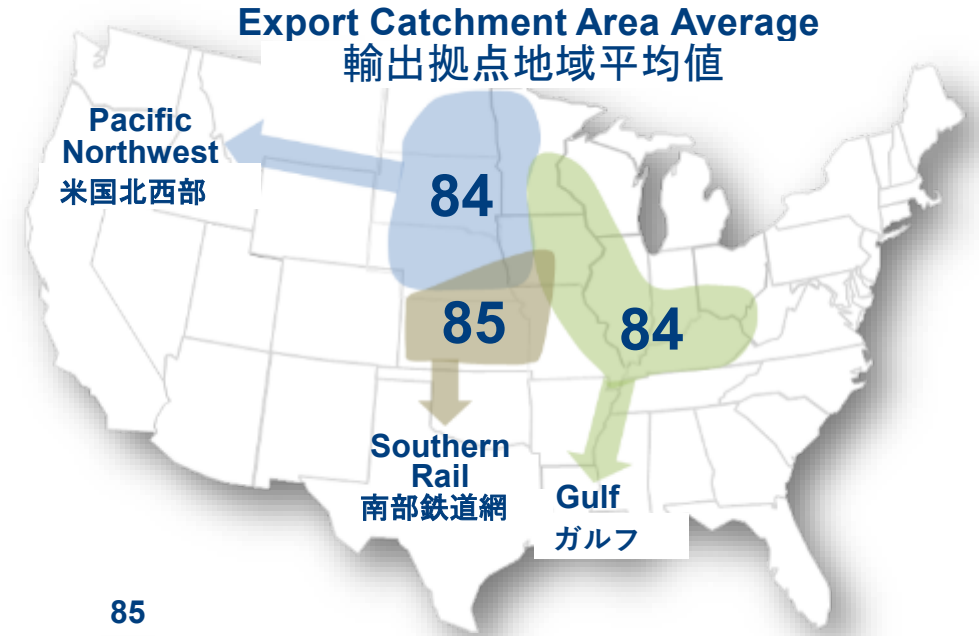 Export Catchment Area Average
輸出拠点地域平均値
Pacific
Northwest
米国北西部
84
85
84
Southern
Rail
南部鉄道網
Gulf
ガルフ
85